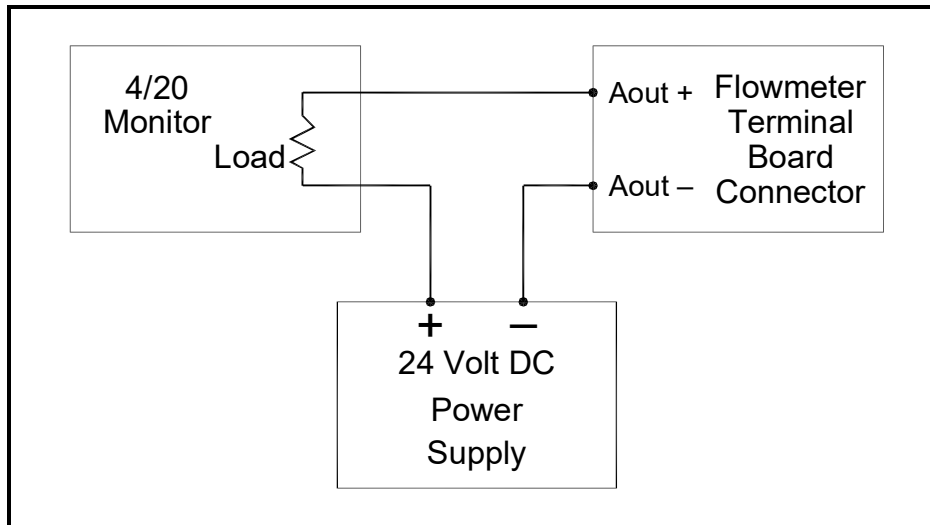 4/20
Monitor
Load
Aout +
Aout –
Flowmeter
Terminal
Board
Connector
+ –
24 Volt DC
Power
Supply